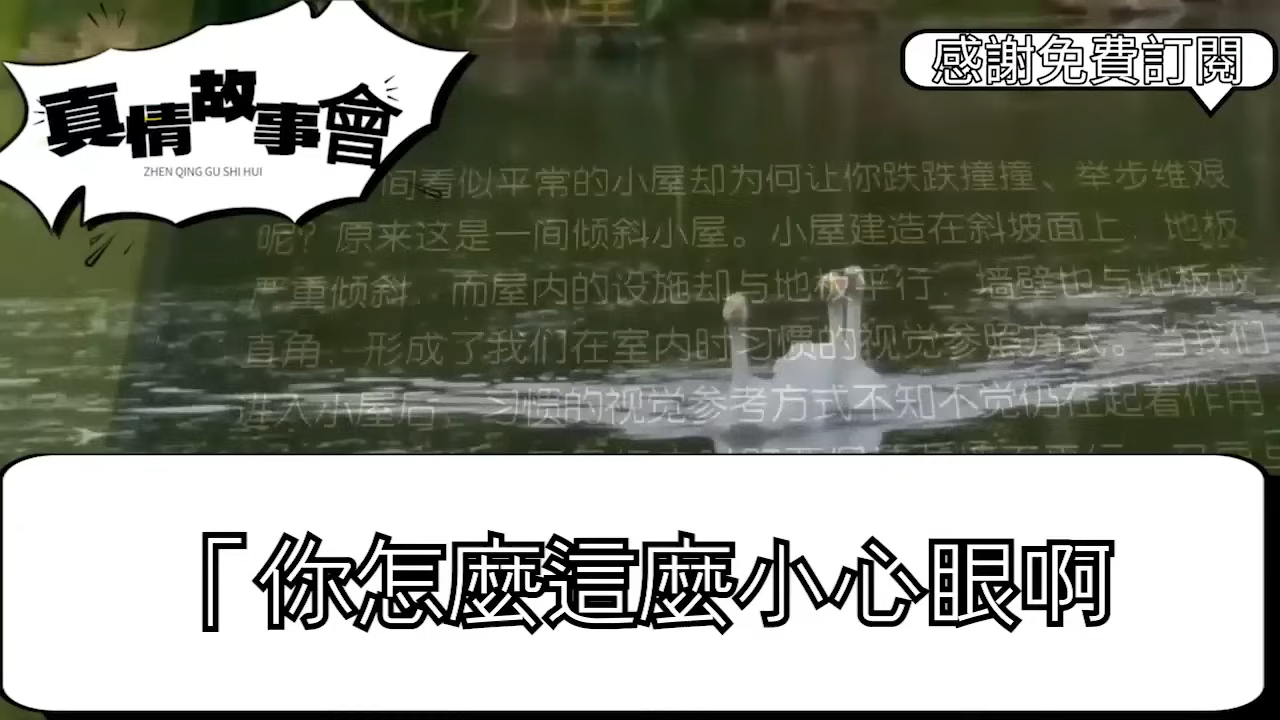 真情故事會
ZHEN QING GU SHI HUI
感謝免費訂閱
间看似平常的小屋却为何让你跌跌撞撞、举步维艰
呢？原来这是一间倾斜小屋。小屋建造在斜坡面上，地板
严重倾斜，而屋内的设施却与地板平行，墙壁也与地板成
直角，形成了我们在室内时习惯的视觉参照方式。当我们
进入小屋后，习惯的视觉参考方式不知不觉仍在起着作用
「你怎麼這麼小心眼啊